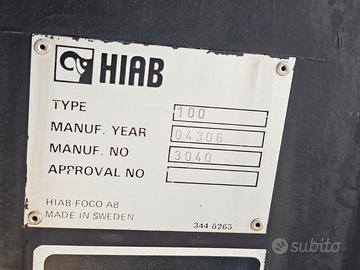 HIAB
TYPE 100
MANUF. YEAR 04306
MANUF. NO 3040
APPROVAL NO
HIAB-FOCO AB
MADE IN SWEDEN
344 8263
subito